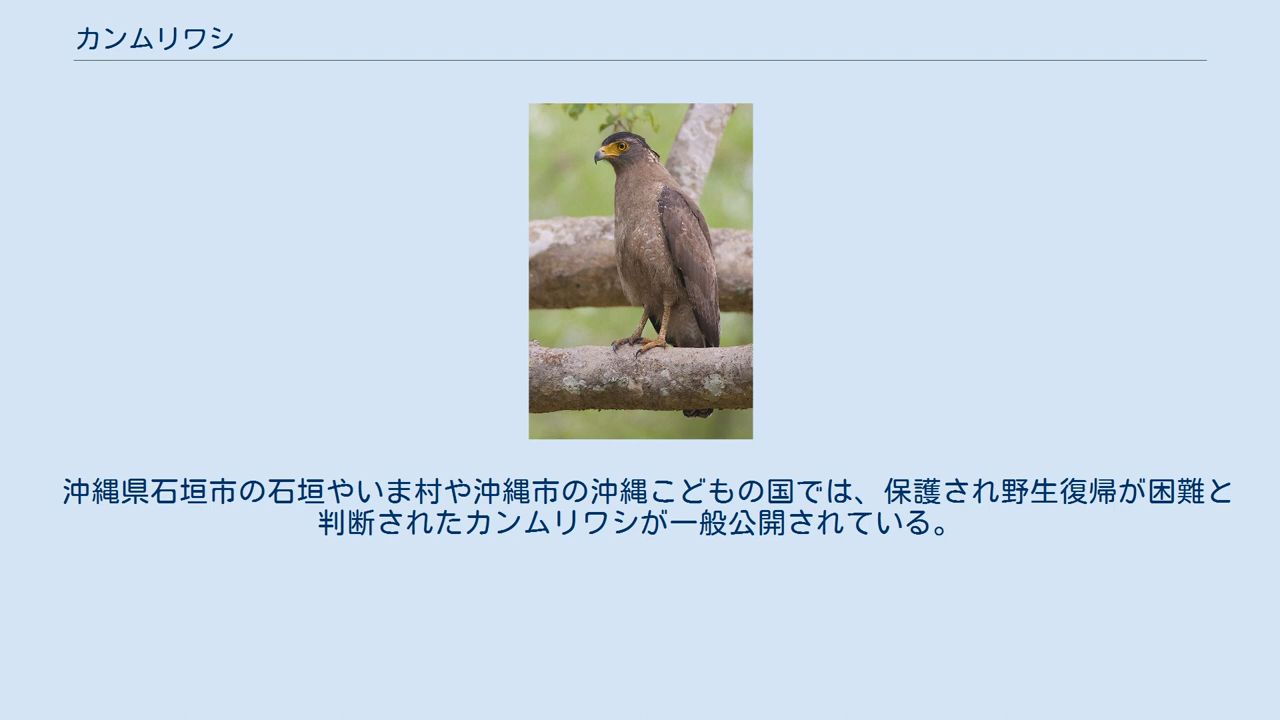 カンムリワシ
沖縄県石垣市の石垣やいま村や沖縄市の沖縄こどもの国では、保護され野生復帰が困難と
判断されたカンムリワシが一般公開されている。